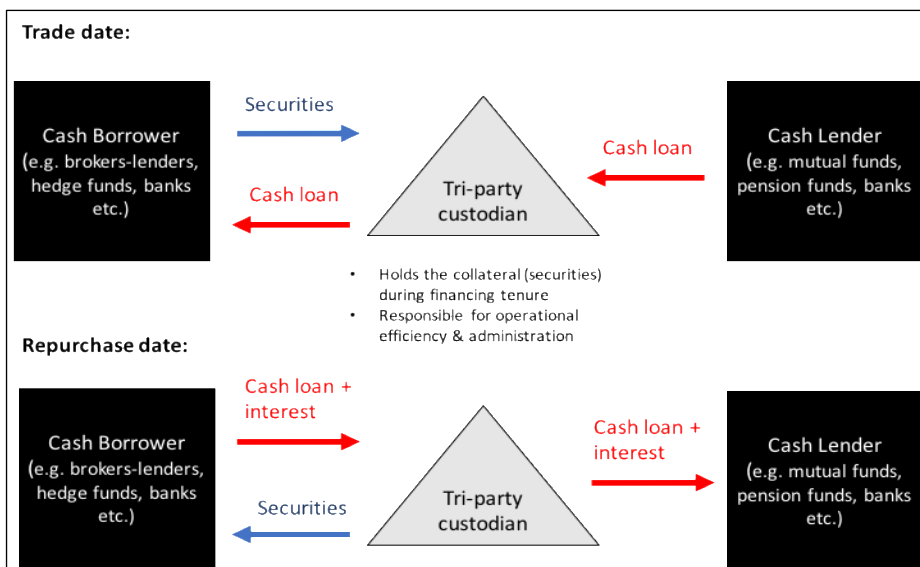 Trade date:
Securities
Cash Borrower
(e.g. brokers-lenders,
hedge funds, banks
etc.)
Cash loan
Tri-party
custodian
Cash loan
Cash Lender
(e.g. mutual funds,
pension funds, banks
etc.)
• Holds the collateral (securities)
during financing tenure
• Responsible for operational
efficiency & administration
Repurchase date:
Cash loan +
interest
Cash Borrower
(e.g. brokers-lenders,
hedge funds, banks
etc.)
Securities
Tri-party
custodian
Cash loan +
interest
Cash Lender
(e.g. mutual funds,
pension funds, banks
etc.)